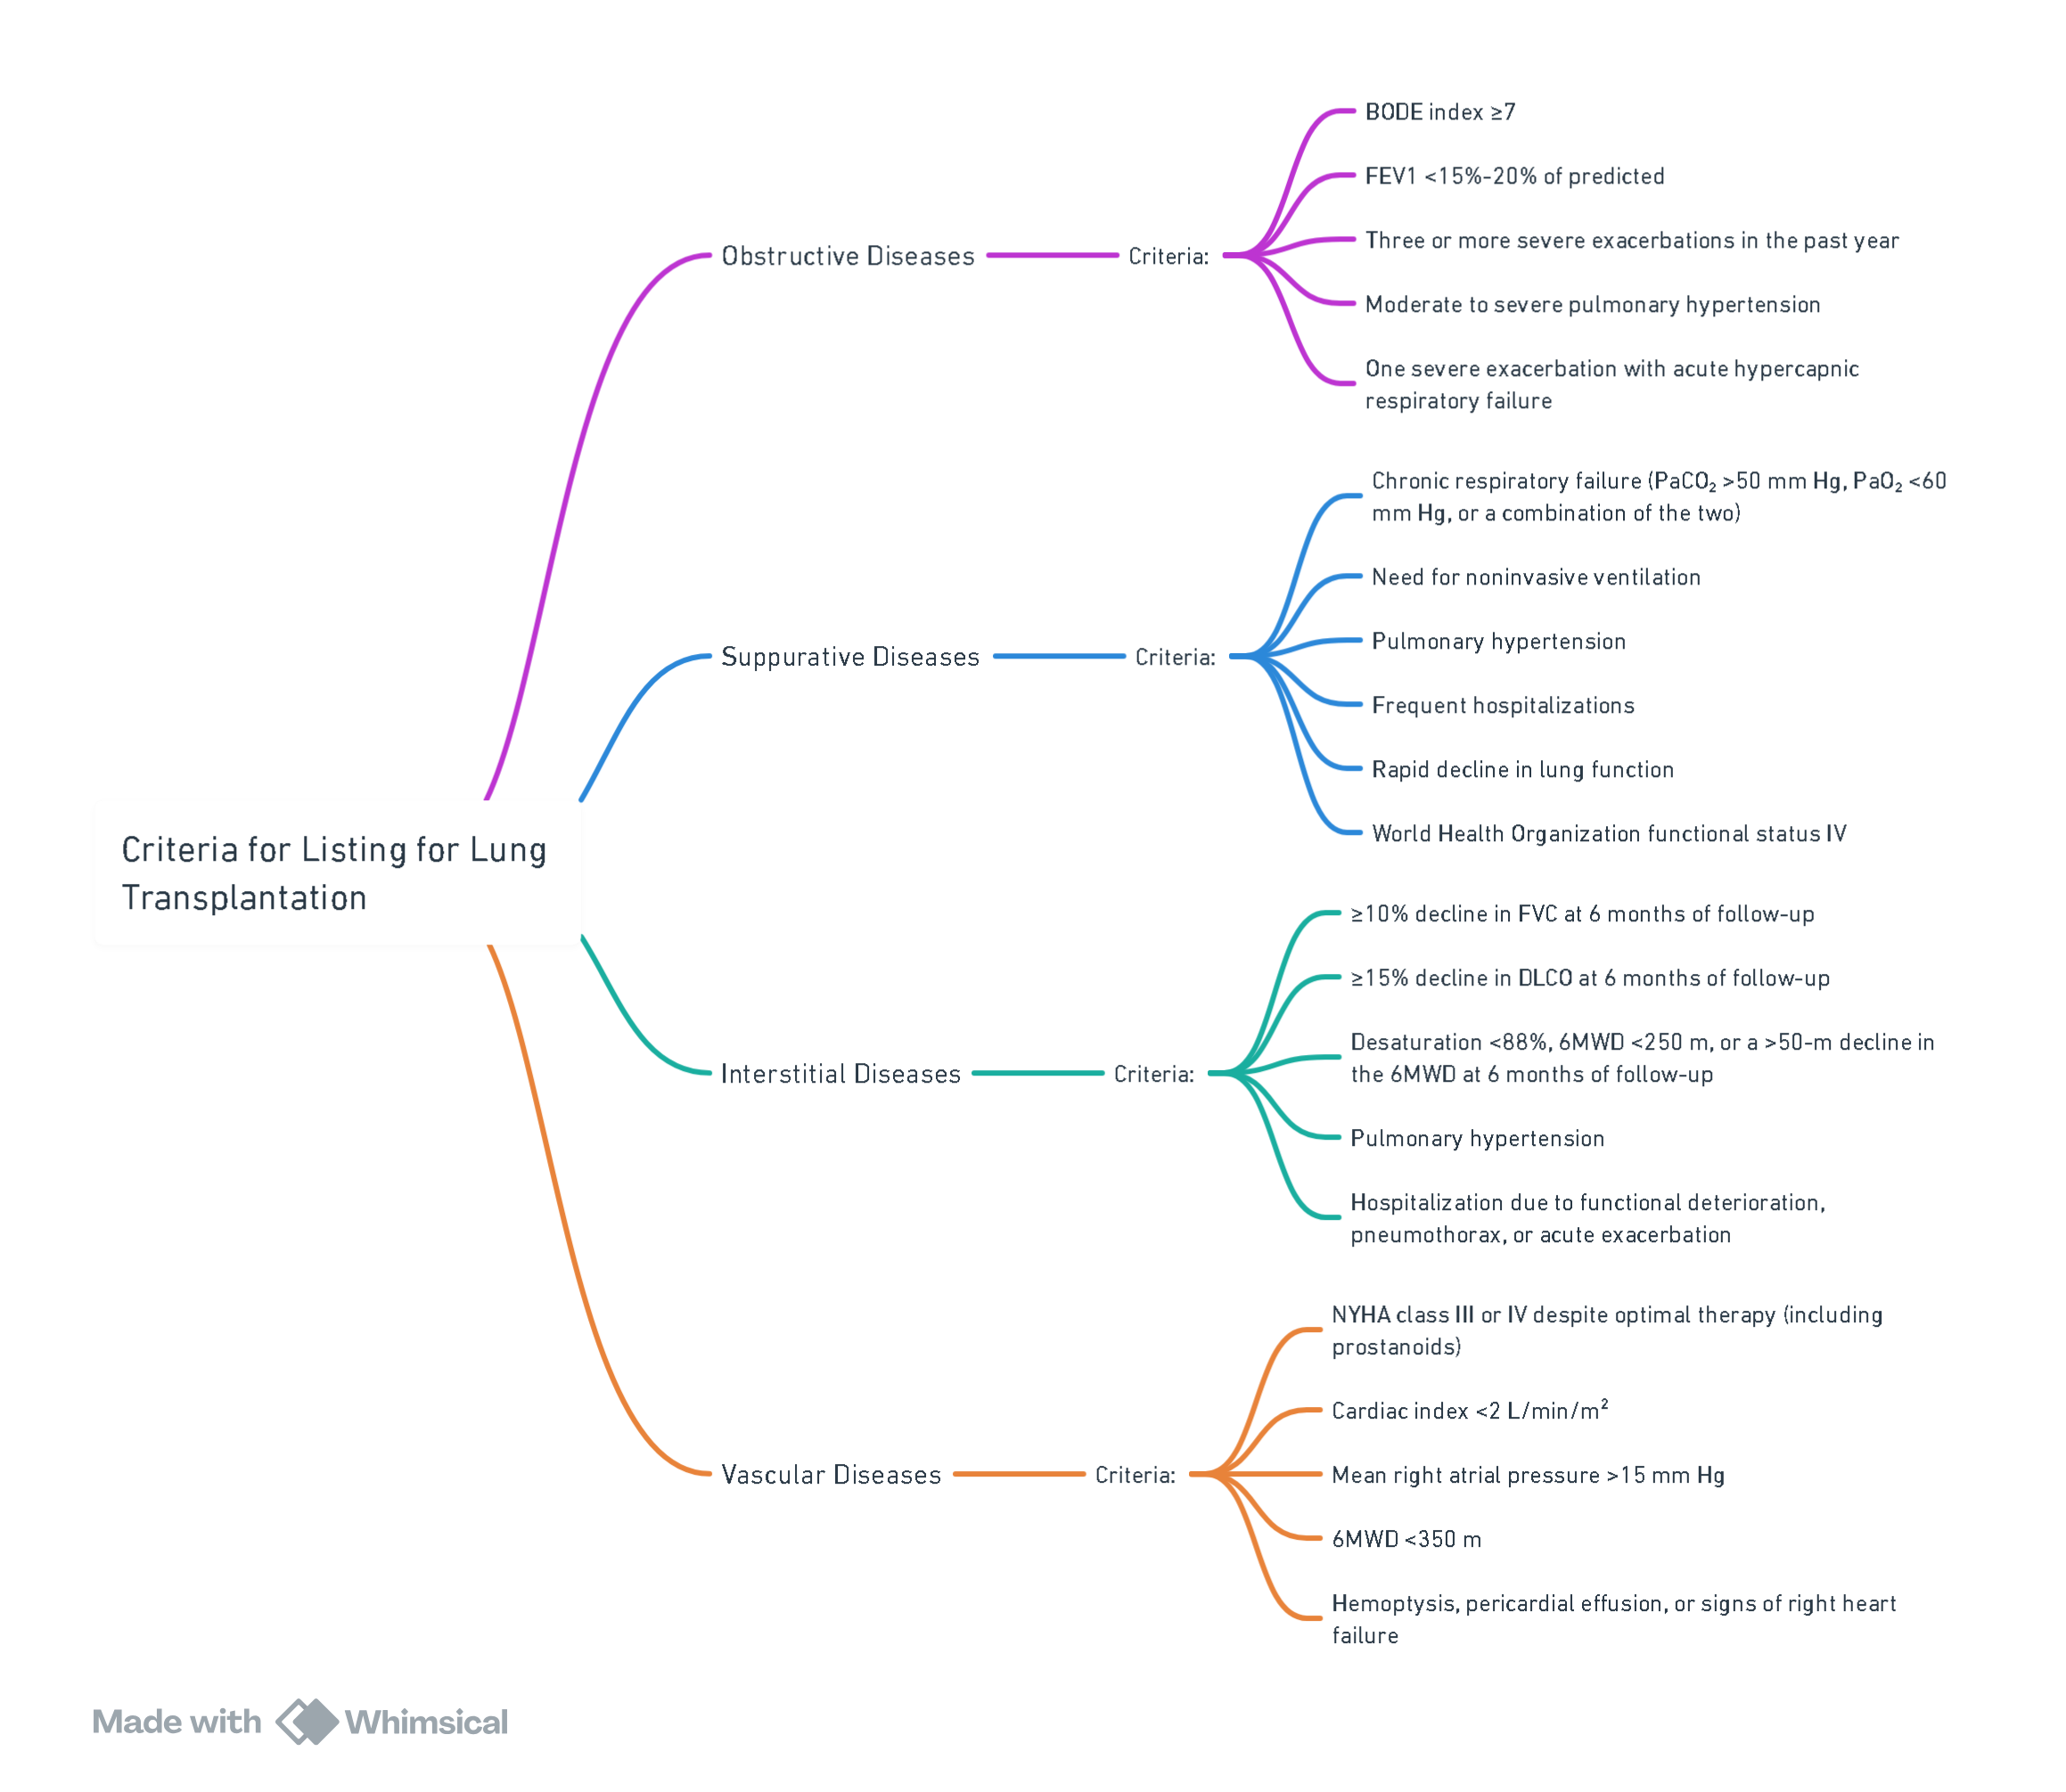 Criteria for Listing for Lung
Transplantation
Obstructive Diseases
Criteria:
BODE index ≥7
FEV1 <15%-20% of predicted
Three or more severe exacerbations in the past year
Moderate to severe pulmonary hypertension
One severe exacerbation with acute hypercapnic
respiratory failure
Suppurative Diseases
Criteria:
Chronic respiratory failure (PaCO₂ >50 mm Hg, PaO₂ <60
mm Hg, or a combination of the two)
Need for noninvasive ventilation
Pulmonary hypertension
Frequent hospitalizations
Rapid decline in lung function
World Health Organization functional status IV
Interstitial Diseases
Criteria:
≥10% decline in FVC at 6 months of follow-up
≥15% decline in DLCO at 6 months of follow-up
Desaturation <88%, 6MWD <250 m, or a >50-m decline in
the 6MWD at 6 months of follow-up
Pulmonary hypertension
Hospitalization due to functional deterioration,
pneumothorax, or acute exacerbation
Vascular Diseases
Criteria:
NYHA class III or IV despite optimal therapy (including
prostanoids)
Cardiac index <2 L/min/m²
Mean right atrial pressure >15 mm Hg
6MWD <350 m
Hemoptysis, pericardial effusion, or signs of right heart
failure
Made with Whimsical